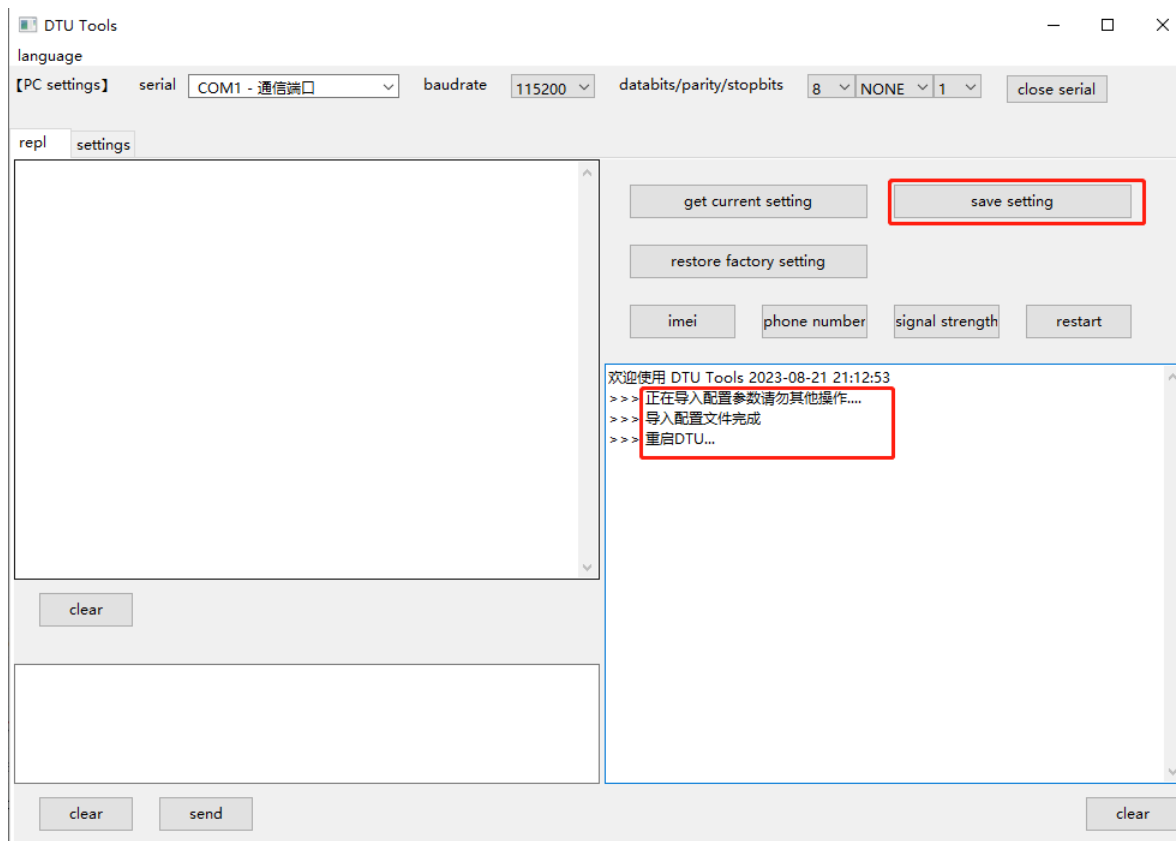 DTU Tools
language
【PC settings】 serial COM1 - 通信端口 baudrate 115200 databits/parity/stopbits 8 NONE 1 close serial
repl settings
get current setting save setting
restore factory setting
imei phone number signal strength restart
欢迎使用 DTU Tools 2023-08-21 21:12:53
>>> 正在导入配置参数请勿其他操作....
>>> 导入配置文件完成
>>> 重启DTU...
clear
clear send clear